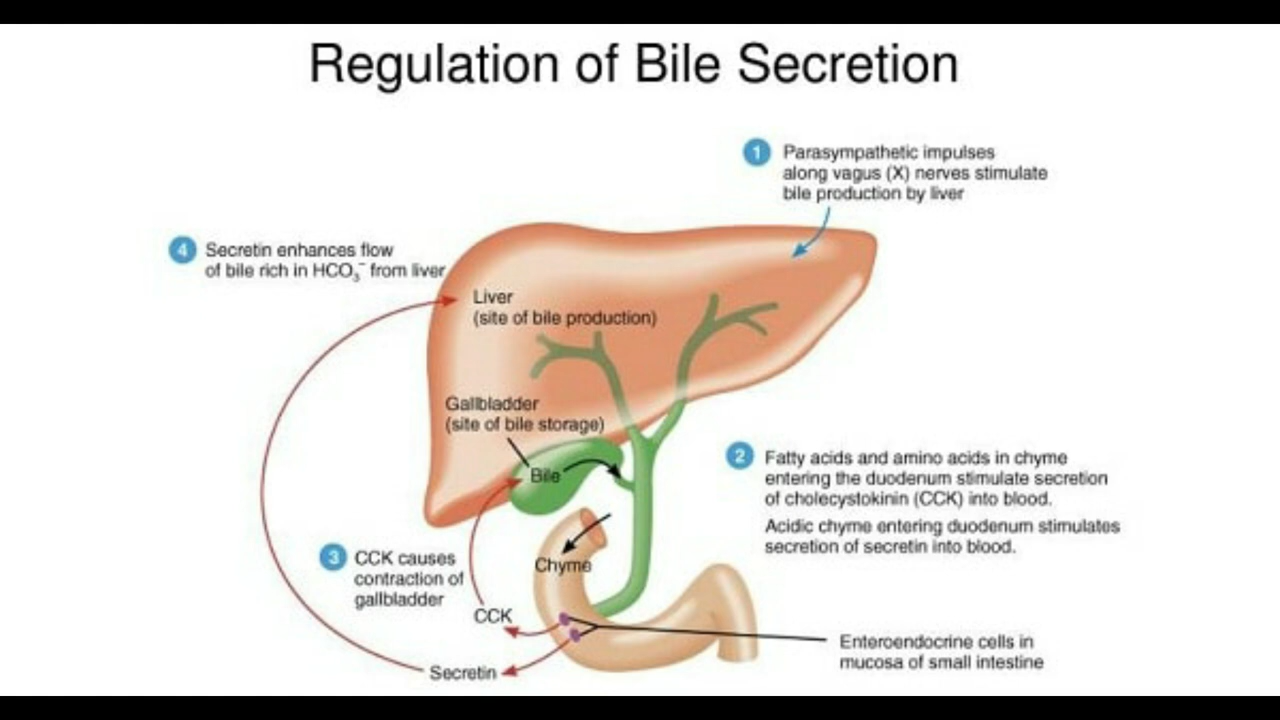 Regulation of Bile Secretion
1 Parasympathetic impulses
along vagus (X) nerves stimulate
bile production by liver
4 Secretin enhances flow
of bile rich in HCO₃⁻ from liver
Liver
(site of bile production)
Gallbladder
(site of bile storage)
Bile
2 Fatty acids and amino acids in chyme
entering the duodenum stimulate secretion
of cholecystokinin (CCK) into blood.
Acidic chyme entering duodenum stimulates
secretion of secretin into blood.
3 CCK causes
contraction of
gallbladder
Chyme
CCK
Secretin
Enteroendocrine cells in
mucosa of small intestine